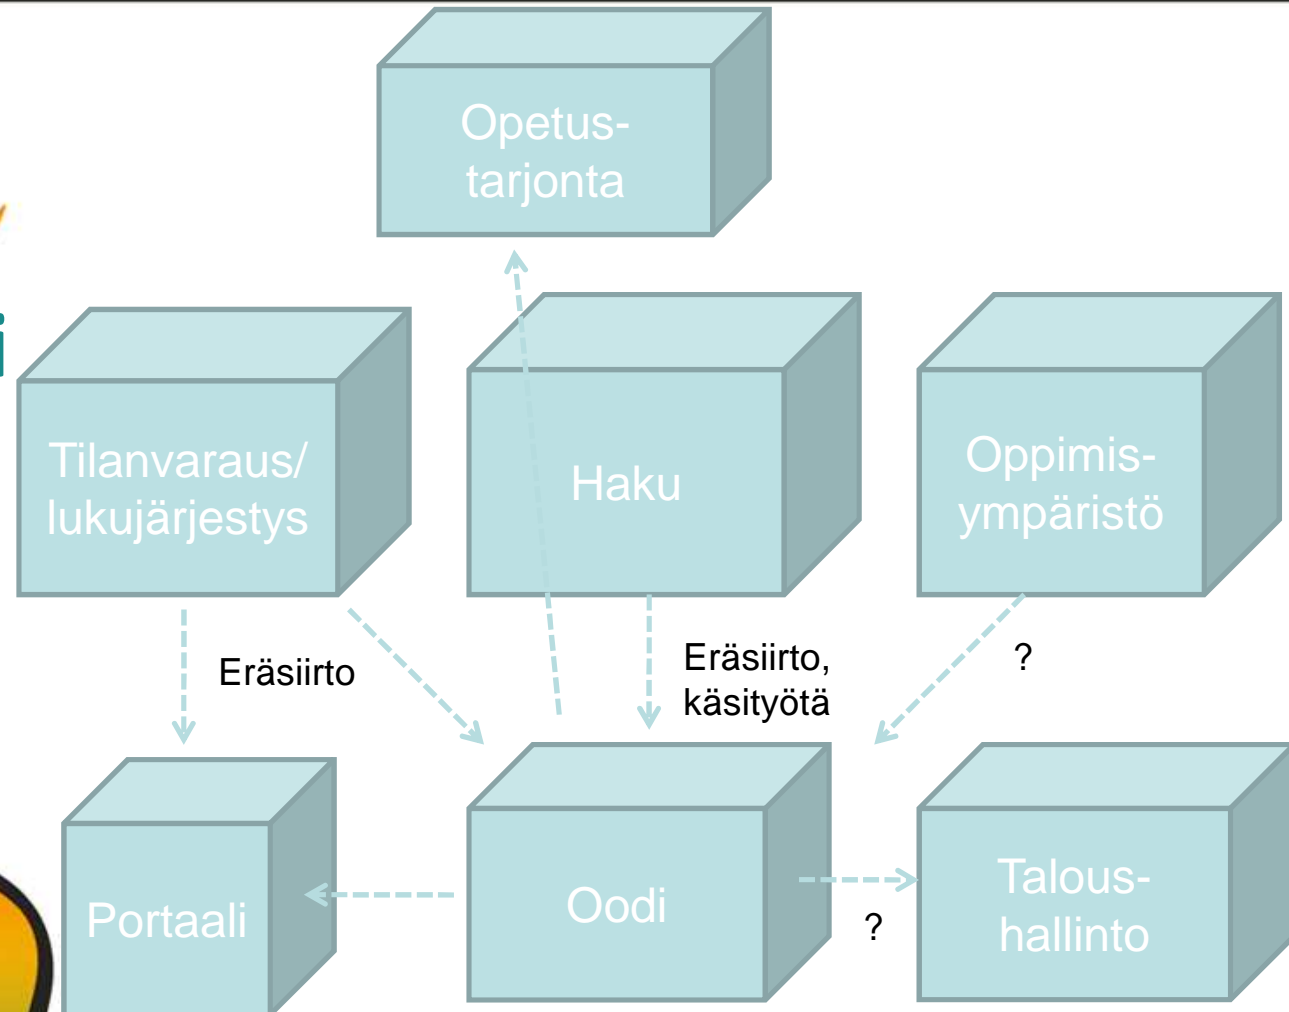 Opetus-
tarjonta
i
Tilanvaraus/
lukujärjestys
Haku
Oppimis-
ympäristö
Eräsiirto
Eräsiirto,
käsityötä
?
Portaali
Oodi
?
Talous-
hallinto